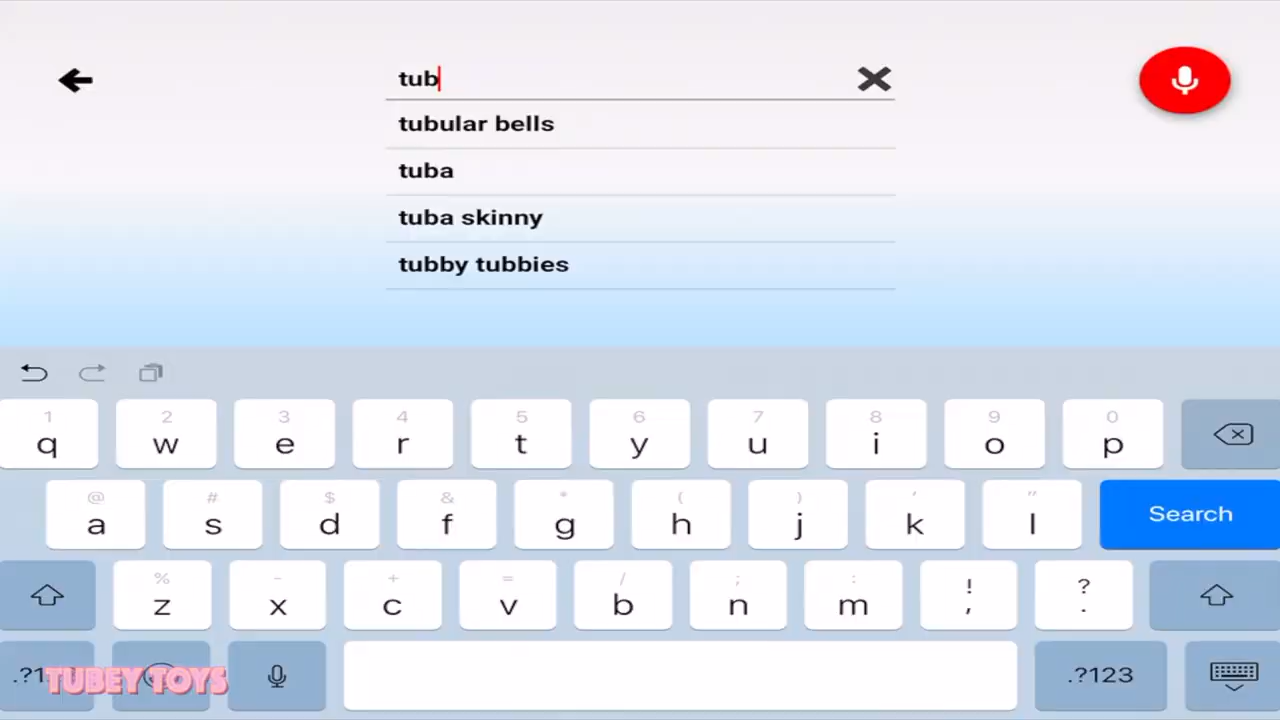 tub
tubular bells
tuba
tuba skinny
tubby tubbies
1 2 3 4 5 6 7 8 9 0
q w e r t y u i o p
@ # $ & * ( ) ' "
a s d f g h j k l Search
% - + = / ; : ! ?
z x c v b n m , .
.?123
TUBEY TOYS